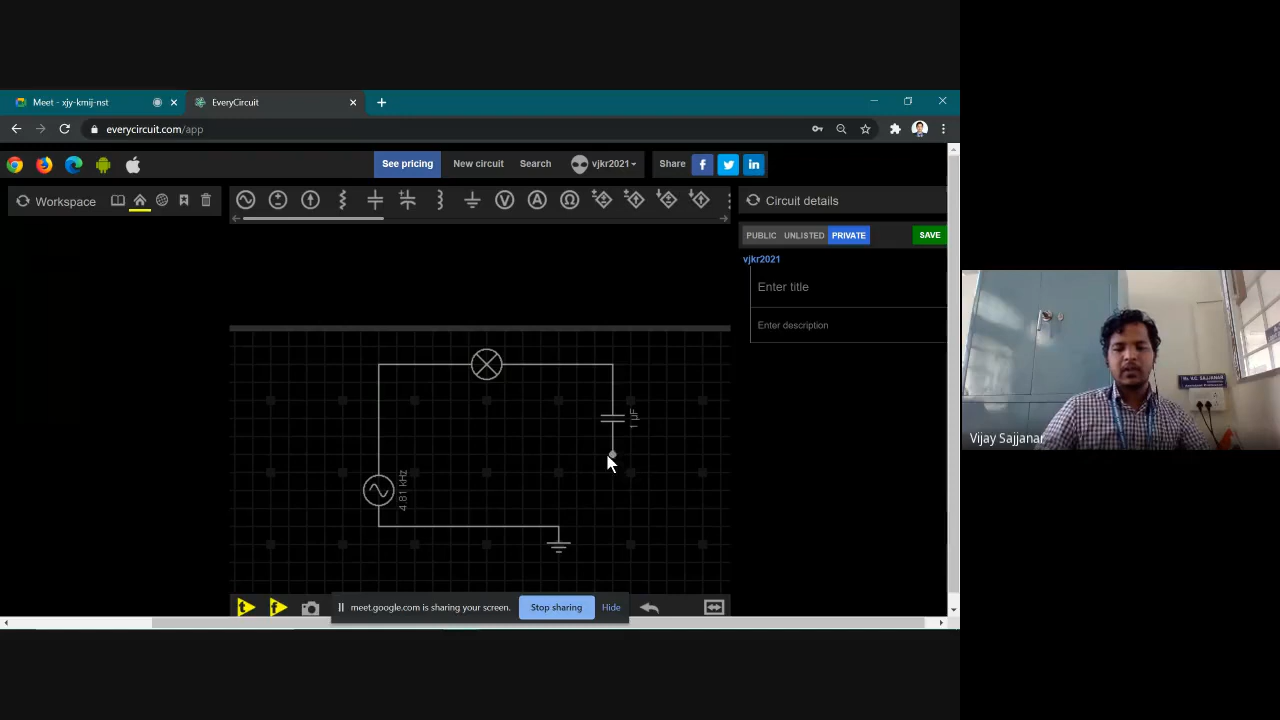 Meet - xjy-kmij-nst
EveryCircuit
everycircuit.com/app
See pricing
New circuit
Search
vjkr2021
Share
Workspace
Circuit details
PUBLIC
UNLISTED
PRIVATE
SAVE
vjkr2021
Enter title
Enter description
1 µF
4.81 kHz
t
f
meet.google.com is sharing your screen.
Stop sharing
Hide
Vijay Sajjanar